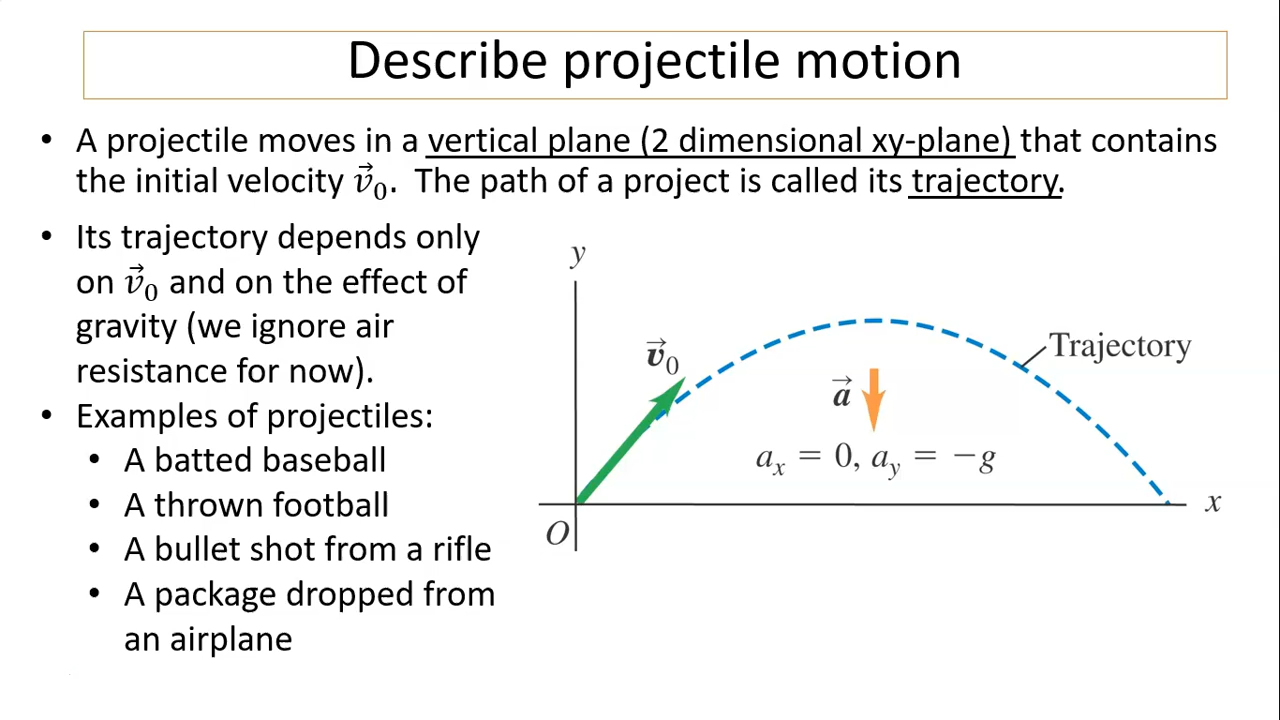 Describe projectile motion
• A projectile moves in a vertical plane (2 dimensional xy-plane) that contains
the initial velocity v⃗₀. The path of a project is called its trajectory.
• Its trajectory depends only
on v⃗₀ and on the effect of
gravity (we ignore air
resistance for now).
• Examples of projectiles:
• A batted baseball
• A thrown football
• A bullet shot from a rifle
• A package dropped from
an airplane
y
v⃗₀
Trajectory
a⃗
aₓ = 0, a_y = −g
x
O